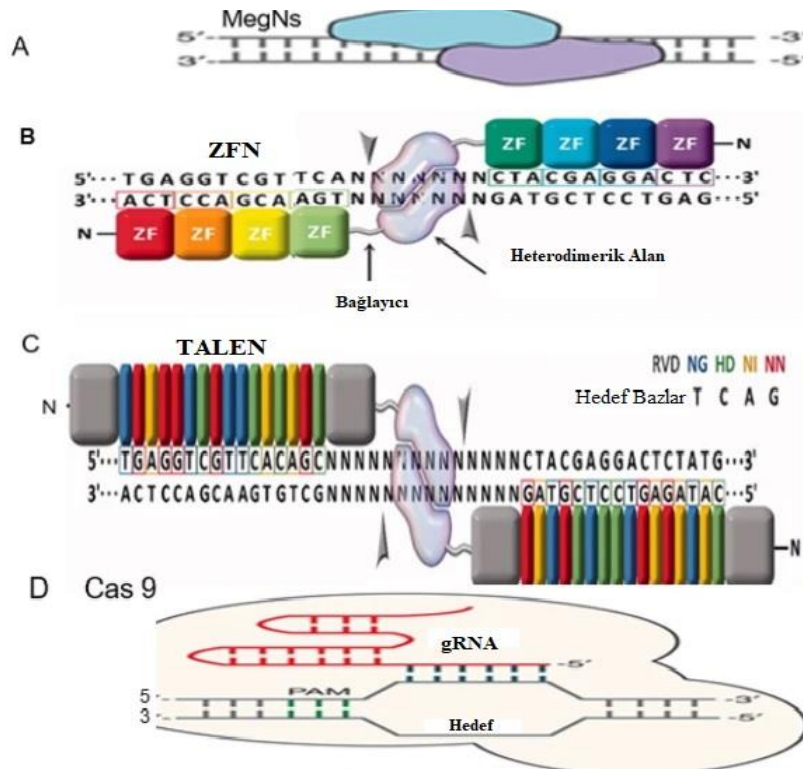 MegNs
5'- -3'
3'- -5'
A
B
ZFN
ZF ZF ZF ZF N
5'··· T GAGGTCGT TCANNNNNNNCTACGAGGACTC···3'
3'··· ACTCCAGCAAGTNNNNNNNGATGCTCCTGAG···5'
N ZF ZF ZF ZF
Heterodimerik Alan
Bağlayıcı
C
TALEN
RVD NG HD NI NN
Hedef Bazlar T C A G
N
5'···TGAGGTCGTTCACAGCNNNNNNNNNNNNNNCTACGAGGACTCTATG···3'
3'···ACTCCAGCAAGTGTCGNNNNNNNNNNNNNNGATGCTCCTGAGATAC···5'
N
D Cas 9
gRNA
-5'
PAM
5 -3'
3 -5'
Hedef